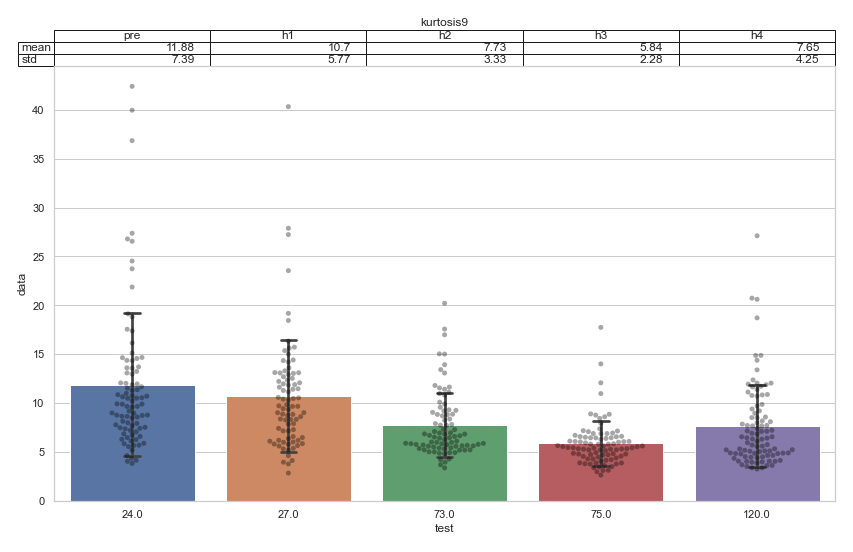 kurtosis9
pre h1 h2 h3 h4
mean 11.88 10.7 7.73 5.84 7.65
std 7.39 5.77 3.33 2.28 4.25
40
35
30
25
20
15
10
5
0
data
24.0 27.0 73.0 75.0 120.0
test